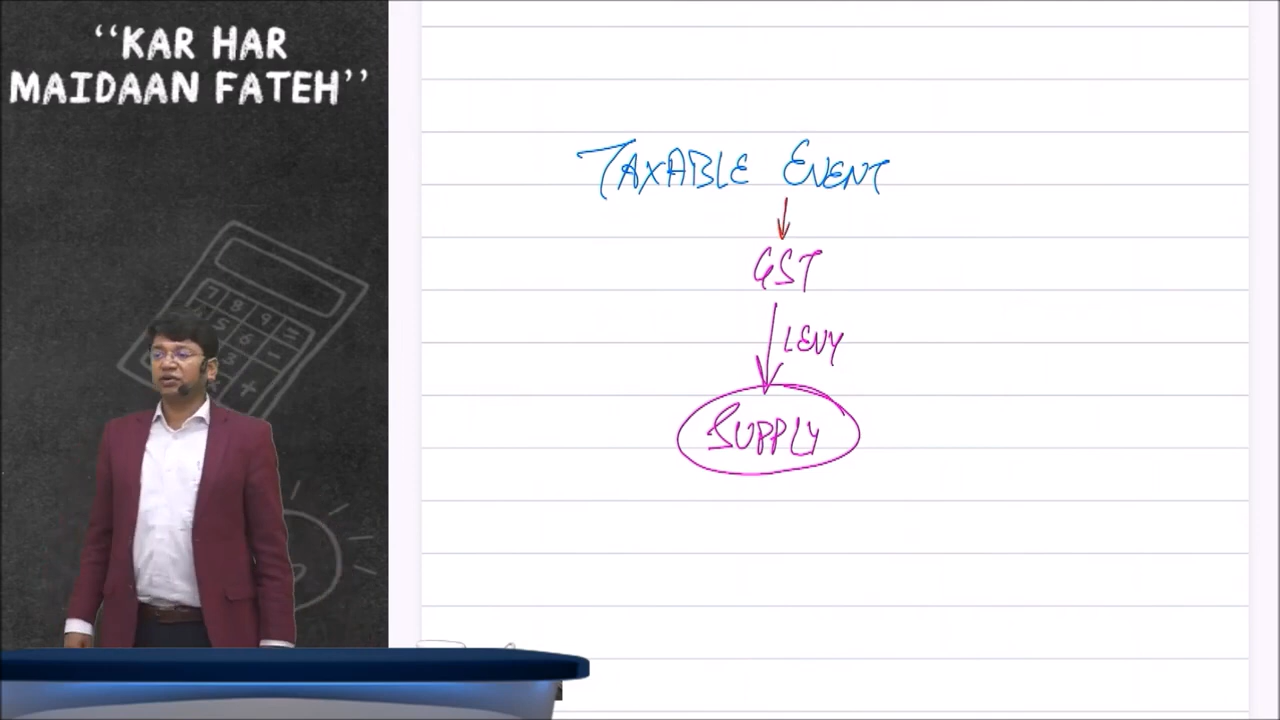 “KAR HAR
MAIDAAN FATEH”
TAXABLE EVENT
GST
LEVY
SUPPLY